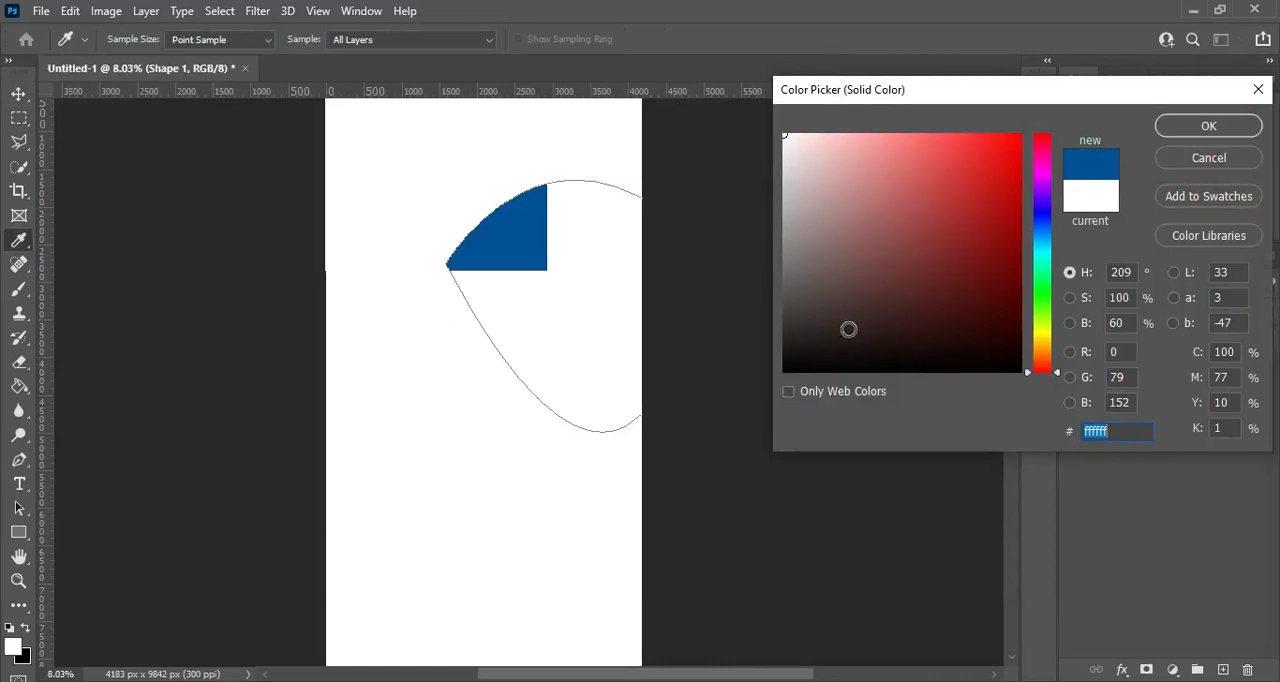 Ps File Edit Image Layer Type Select Filter 3D View Window Help
Sample Size: Point Sample Sample: All Layers Show Sampling Ring
Untitled-1 @ 8.03% (Shape 1, RGB/8) *
3500 3000 2500 2000 1500 1000 500 0 500 1000 1500 2000 2500 3000 3500 4000 4500 5000 5500
Color Picker (Solid Color)
new
current
OK
Cancel
Add to Swatches
Color Libraries
H: 209 ° L: 33
S: 100 % a: 3
B: 60 % b: -47
R: 0 C: 100 %
G: 79 M: 77 %
B: 152 Y: 10 %
# ffffff K: 1 %
Only Web Colors
8.03% 4183 px x 9842 px (300 ppi)
fx